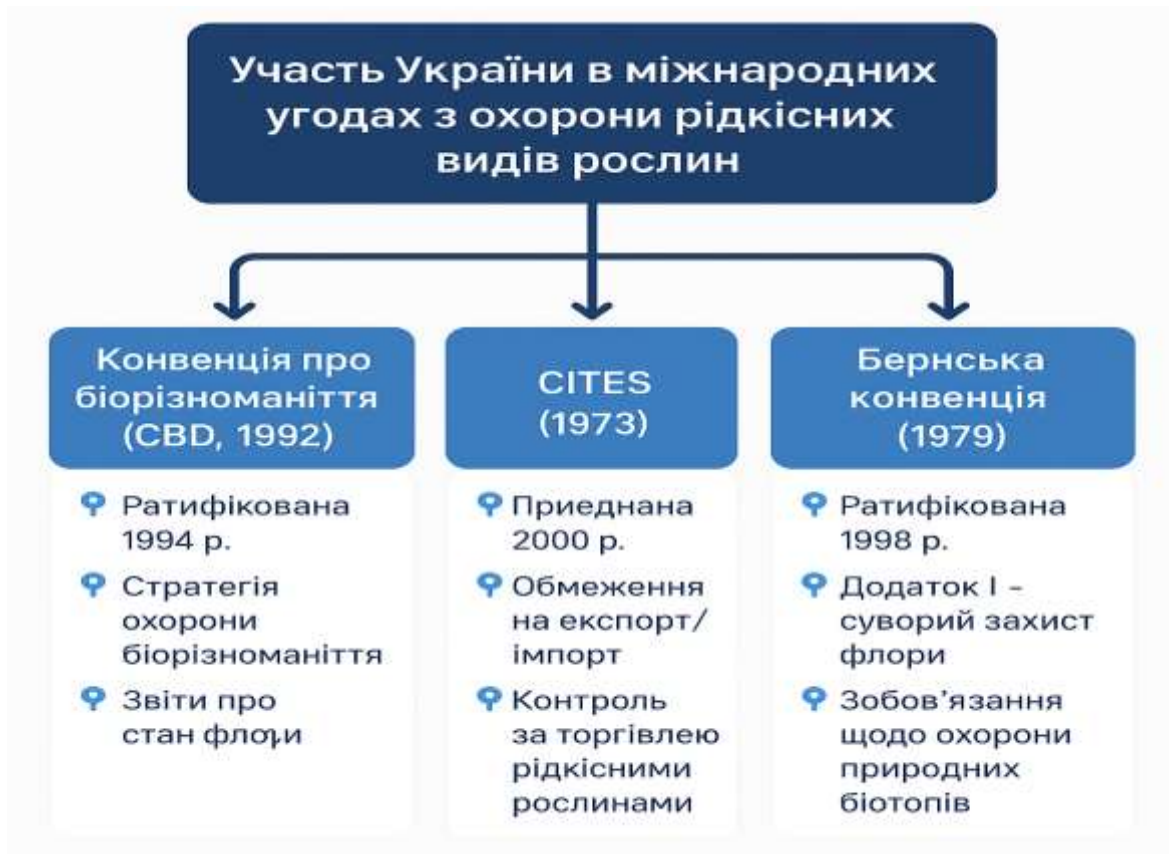 Участь України в міжнародних
угодах з охорони рідкісних
видів рослин
Конвенція про
біорізноманіття
(CBD, 1992)
Ратифікована
1994 р.
Стратегія
охорони
біорізноманіття
Звіти про
стан
CITES
(1973)
Приеднана
2000 р.
Обмеження
на експорт/
імпорт
Контроль
за торгівлею
рідкісними
рослинами
Бернська
конвенція
(1979)
Ратифікована
1998 р.
Додаток I –
суворий захист
флори
Зобов'язання
щодо охорони
природних
біотопів